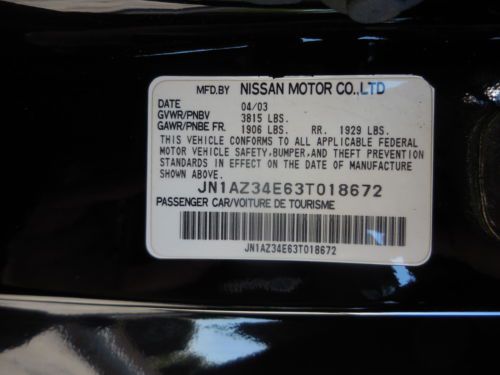 MFD.BY NISSAN MOTOR CO.,LTD
DATE 04/03
GVWR/PNBV 3815 LBS.
GAWR/PNBE FR. 1906 LBS. RR. 1929 LBS.
THIS VEHICLE CONFORMS TO ALL APPLICABLE FEDERAL
MOTOR VEHICLE SAFETY,BUMPER,AND THEFT PREVENTION
STANDARDS IN EFFECT ON THE DATE OF MANUFACTURE
SHOWN ABOVE.
JN1AZ34E63T018672
PASSENGER CAR/VOITURE DE TOURISME
JN1AZ34E63T018672